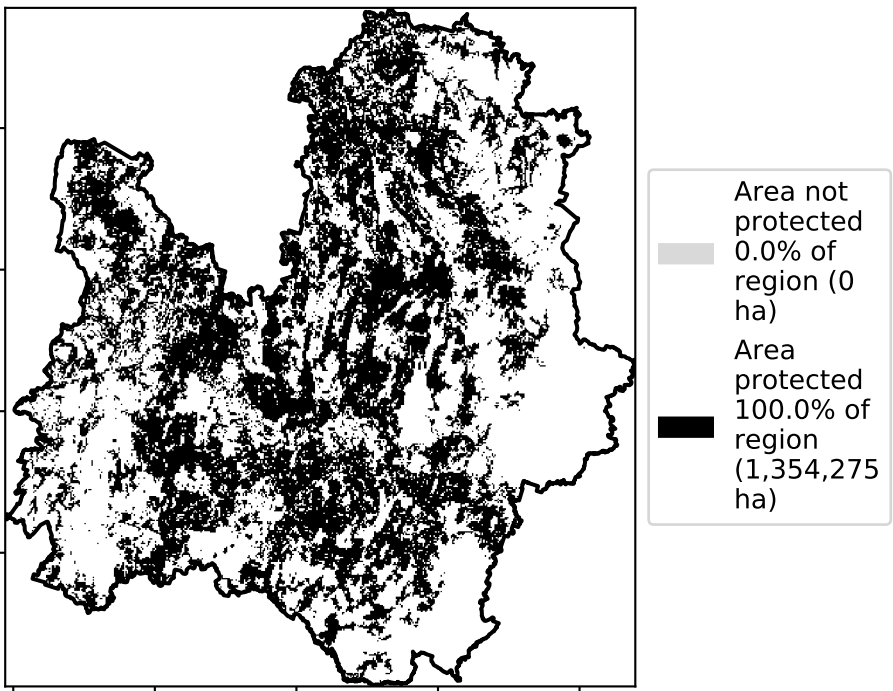 Area not
protected
0.0% of
region (0
ha)
Area
protected
100.0% of
region
(1,354,275
ha)